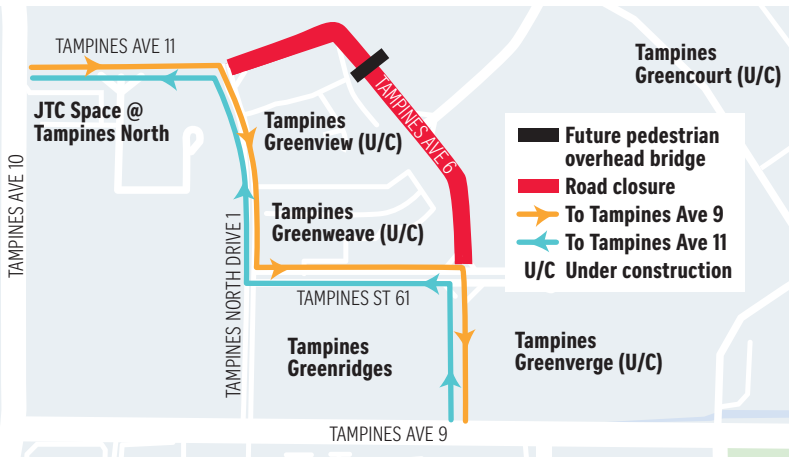 TAMPINES AVE 11
JTC Space @
Tampines North
TAMPINES AVE 10
Tampines
Greenview (U/C)
TAMPINES AVE 6
Tampines
Greencourt (U/C)
Future pedestrian
overhead bridge
Road closure
To Tampines Ave 9
To Tampines Ave 11
U/C Under construction
Tampines
Greenweave (U/C)
TAMPINES NORTH DRIVE 1
TAMPINES ST 61
Tampines
Greenridges
Tampines
Greenverge (U/C)
TAMPINES AVE 9